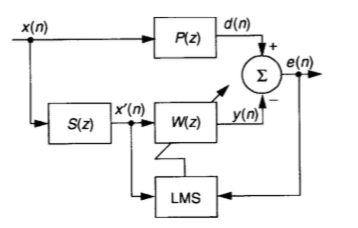 x(n)
P(z)
d(n)
+
Σ
e(n)
S(z)
x'(n)
W(z)
y(n)
−
LMS